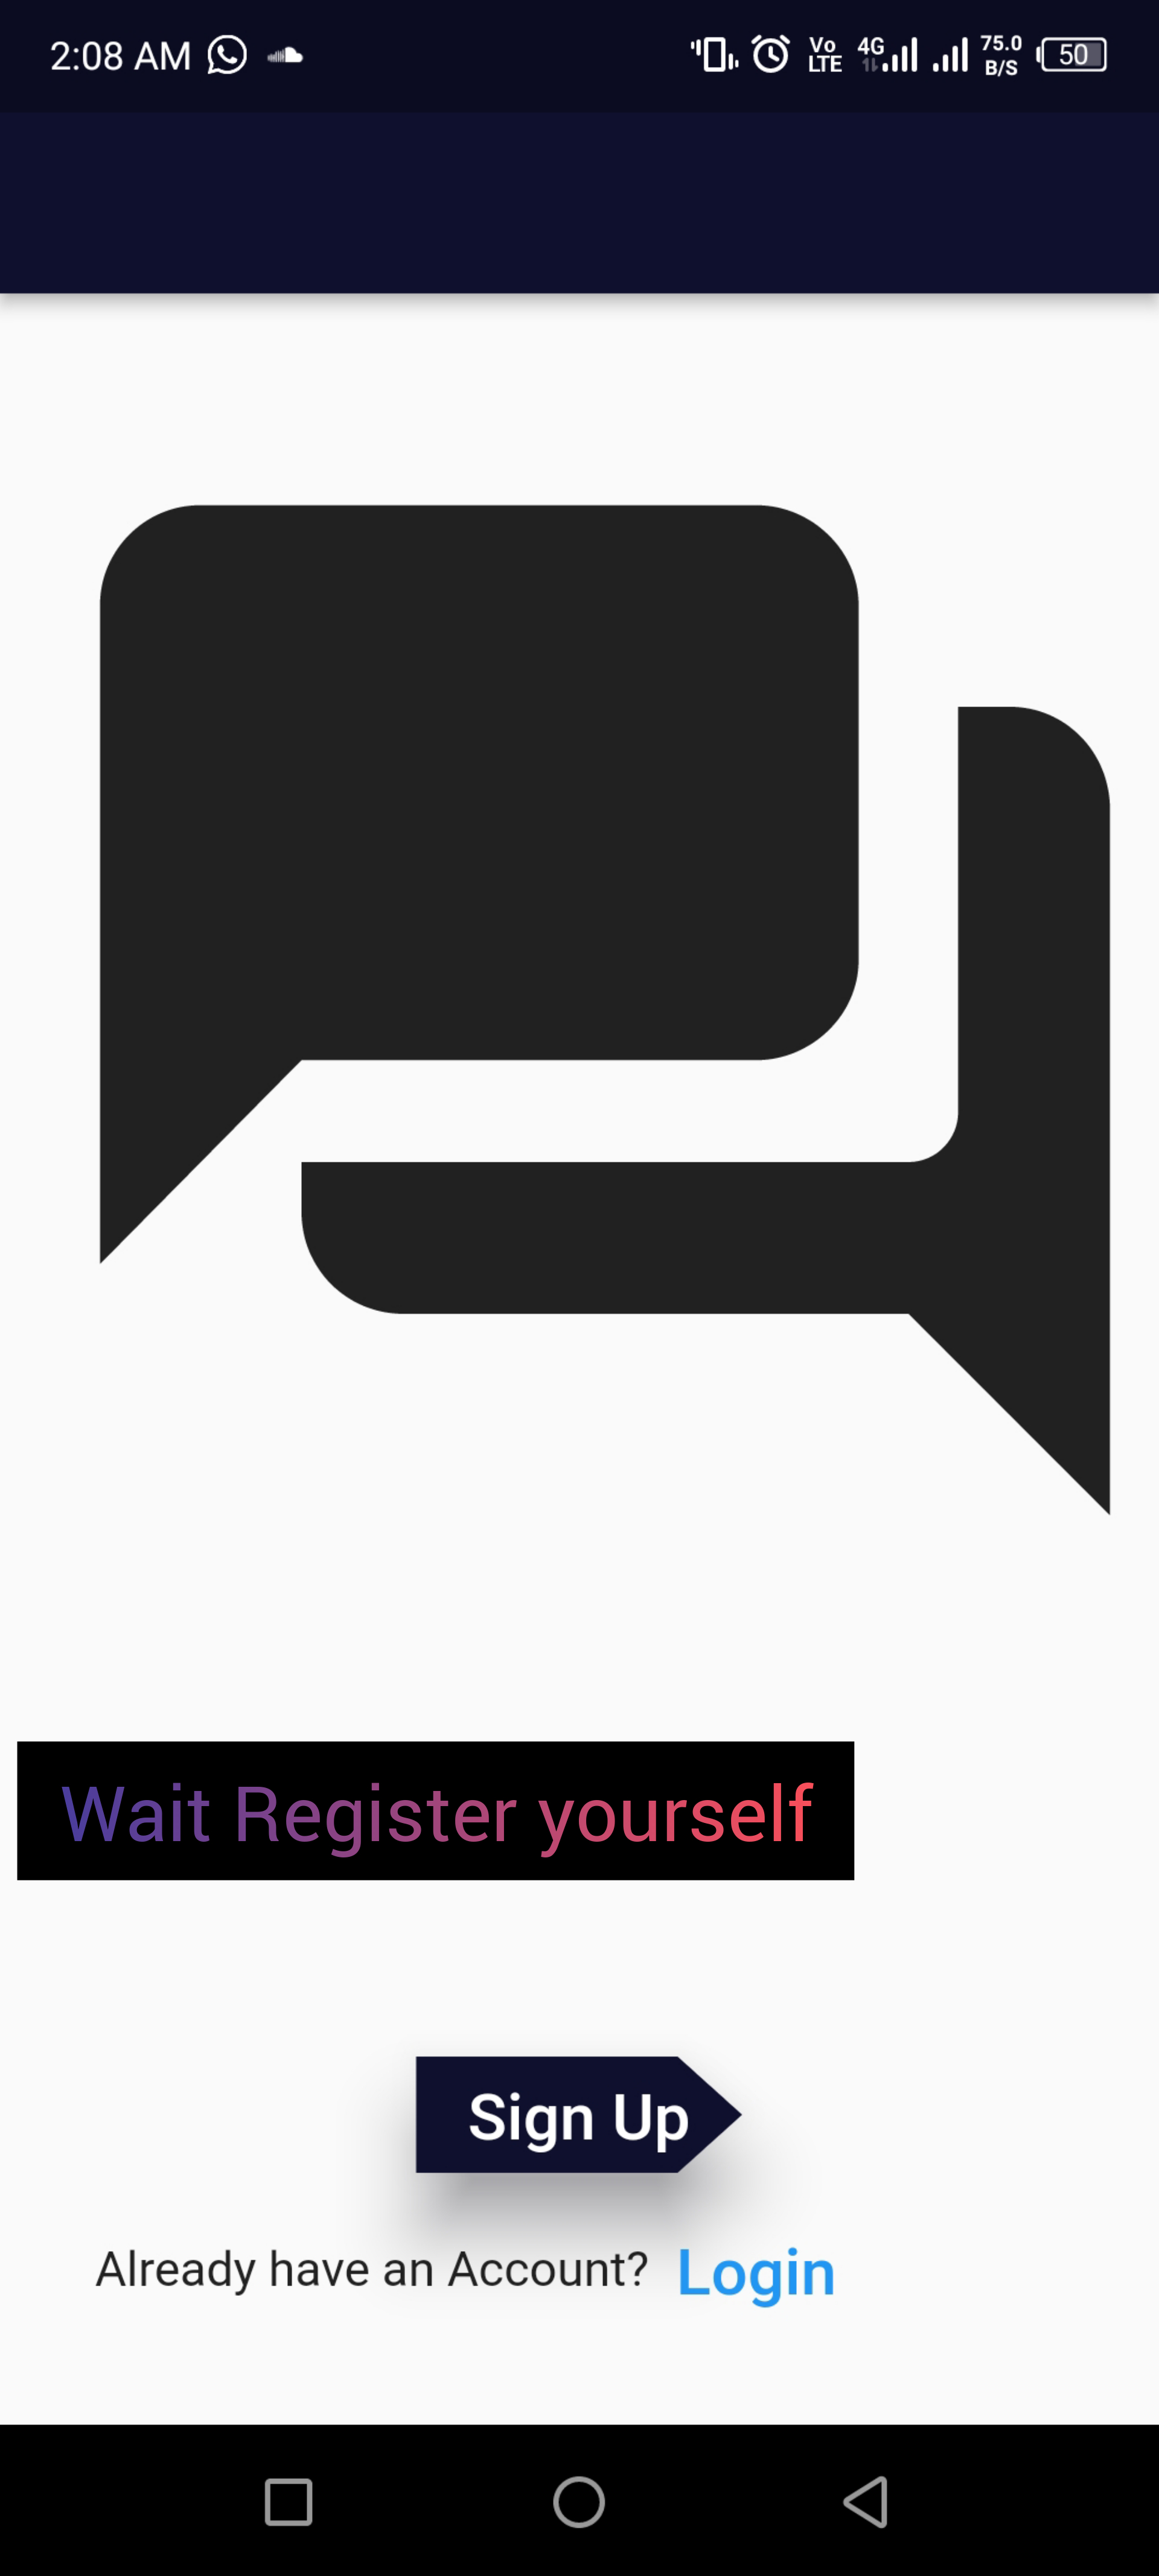 2:08 AM Vo LTE 4G 75.0 B/S 50
Wait Register yourself
Sign Up
Already have an Account? Login